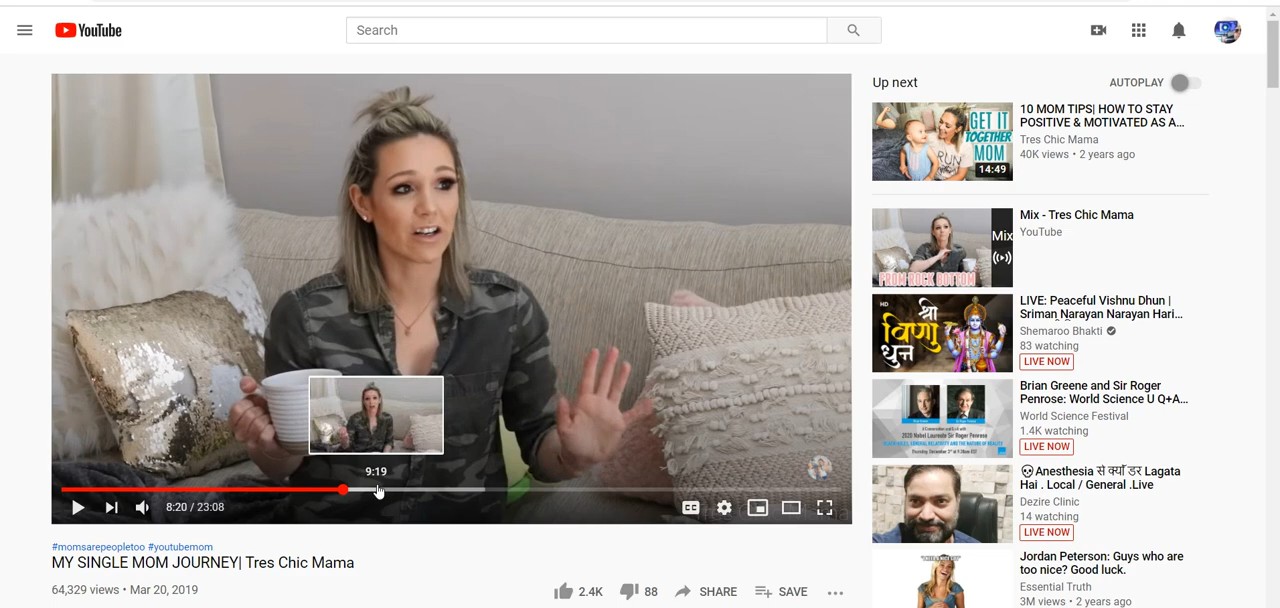 YouTube
Search
Up next
AUTOPLAY
GET IT
TOGETHER
MOM
RUN
14:49
10 MOM TIPS| HOW TO STAY
POSITIVE & MOTIVATED AS A...
Tres Chic Mama
40K views • 2 years ago
Mix
FROM ROCK BOTTOM
Mix - Tres Chic Mama
YouTube
HD
श्री
विष्णु
धुन
LIVE: Peaceful Vishnu Dhun |
Sriman Narayan Narayan Hari...
Shemaroo Bhakti
83 watching
LIVE NOW
Brian Greene and Sir Roger
Penrose: World Science U Q+A...
World Science Festival
1.4K watching
LIVE NOW
💀Anesthesia से क्यों डर Lagata
Hai . Local / General .Live
Dezire Clinic
14 watching
LIVE NOW
Jordan Peterson: Guys who are
too nice? Good luck.
Essential Truth
3M views • 2 years ago
9:19
8:20 / 23:08
CC
#momsarepeopletoo #youtubemom
MY SINGLE MOM JOURNEY| Tres Chic Mama
64,329 views • Mar 20, 2019
2.4K
88
SHARE
SAVE